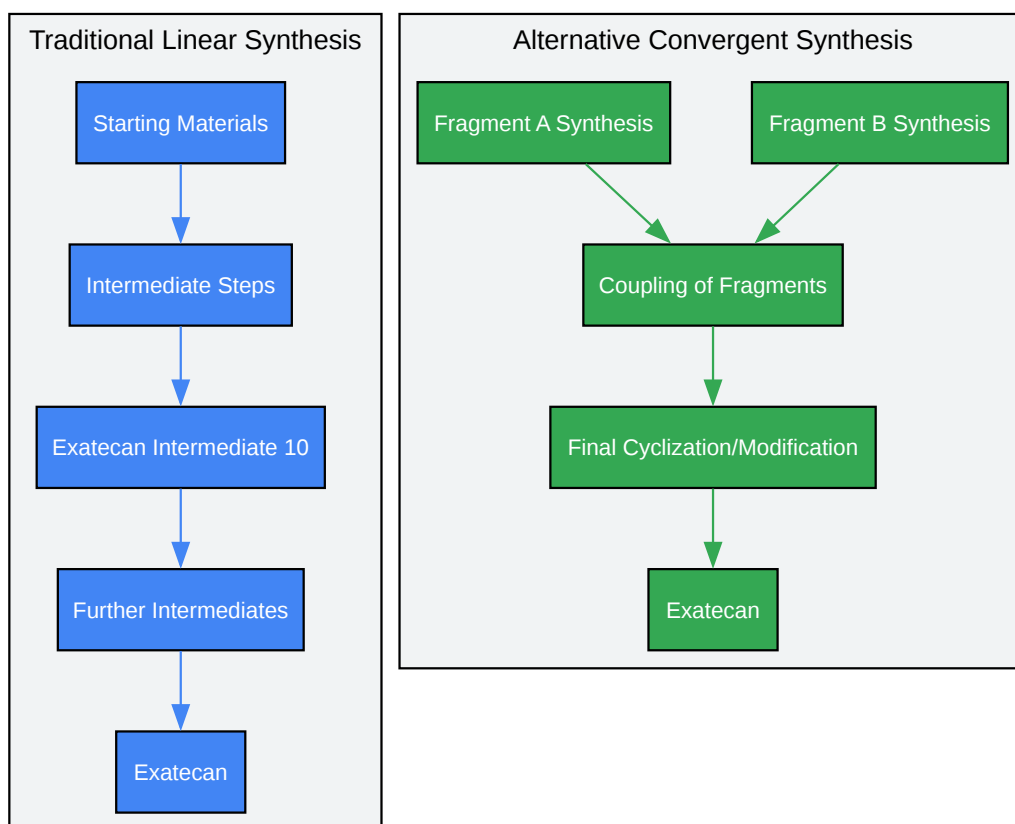 Traditional Linear Synthesis
Starting Materials
Intermediate Steps
Exatecan Intermediate 10
Further Intermediates
Exatecan
Alternative Convergent Synthesis
Fragment A Synthesis
Fragment B Synthesis
Coupling of Fragments
Final Cyclization/Modification
Exatecan